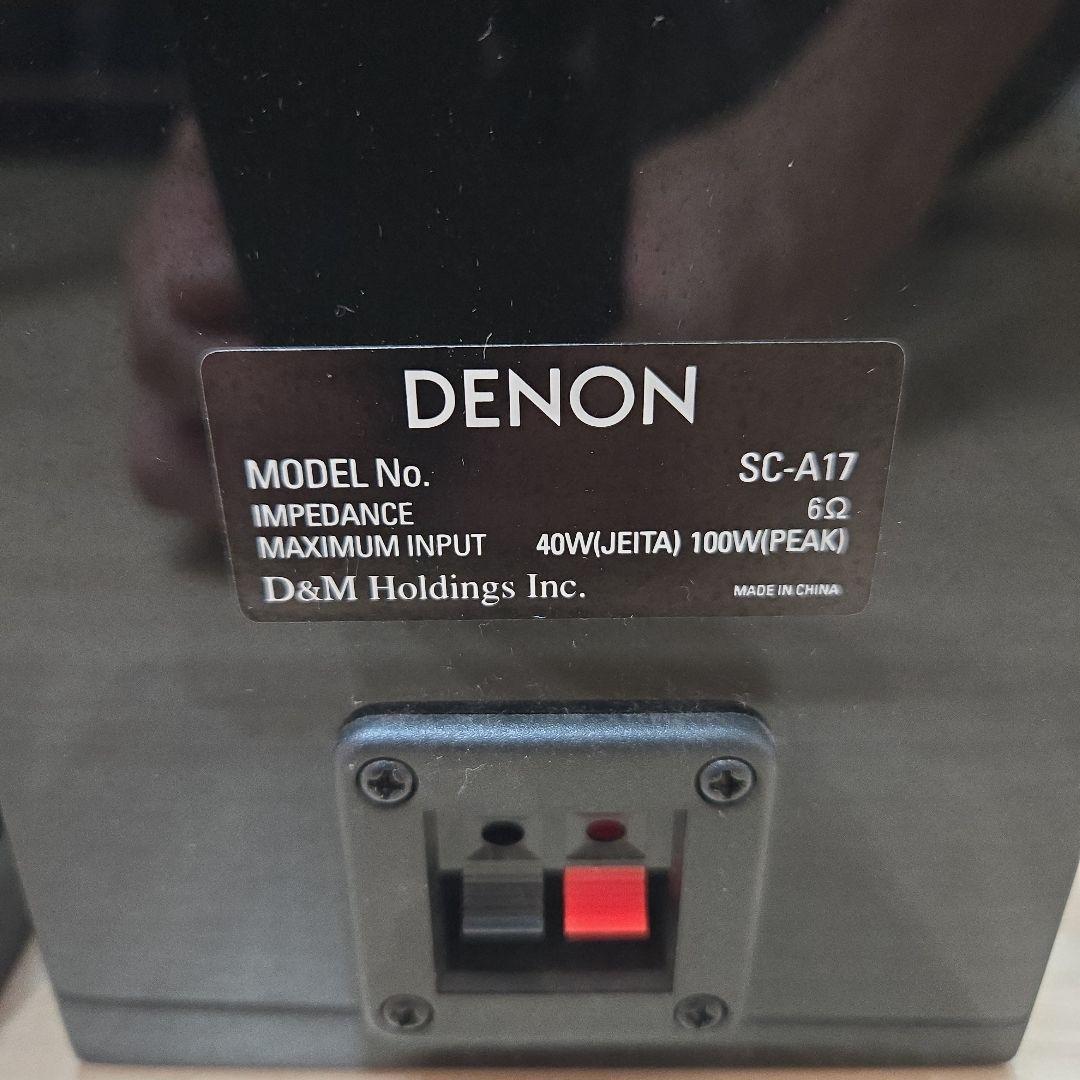 DENON
MODEL No. SC-A17
IMPEDANCE 6Ω
MAXIMUM INPUT 40W(JEITA) 100W(PEAK)
D&M Holdings Inc. MADE IN CHINA